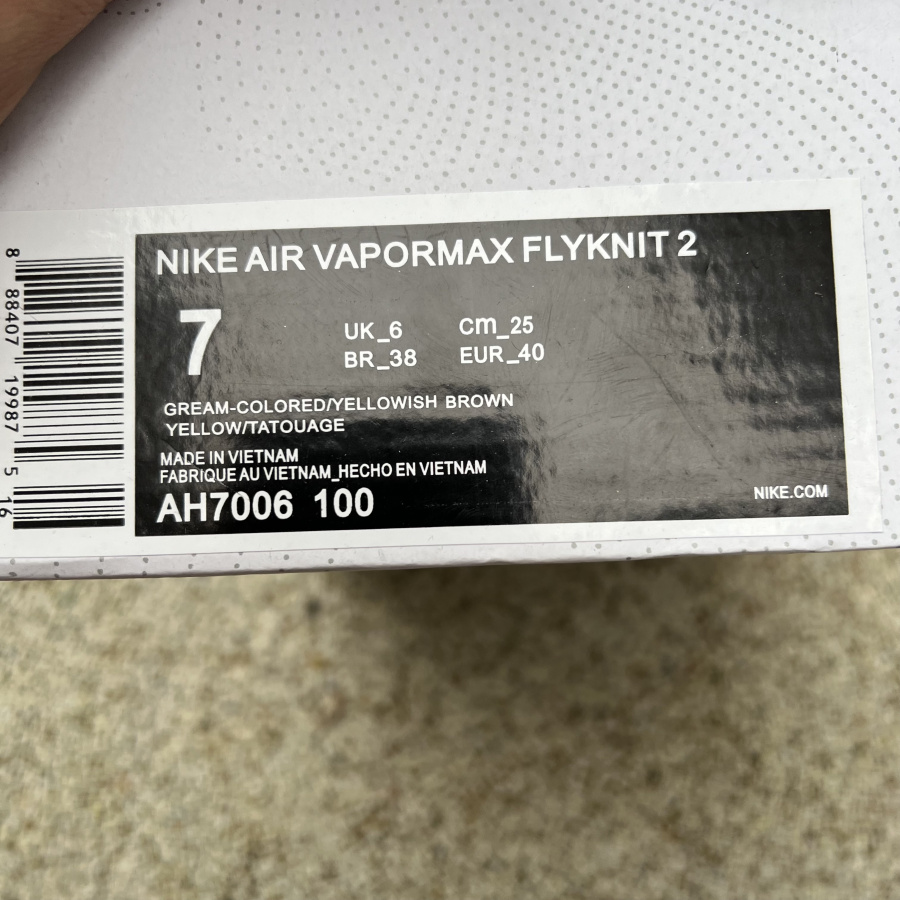 NIKE AIR VAPORMAX FLYKNIT 2
7
UK_6 Cm_25
BR_38 EUR_40
GREAM-COLORED/YELLOWISH BROWN
YELLOW/TATOUAGE
MADE IN VIETNAM
FABRIQUE AU VIETNAM_HECHO EN VIETNAM
AH7006 100
NIKE.COM
8 88407 19987 5 16